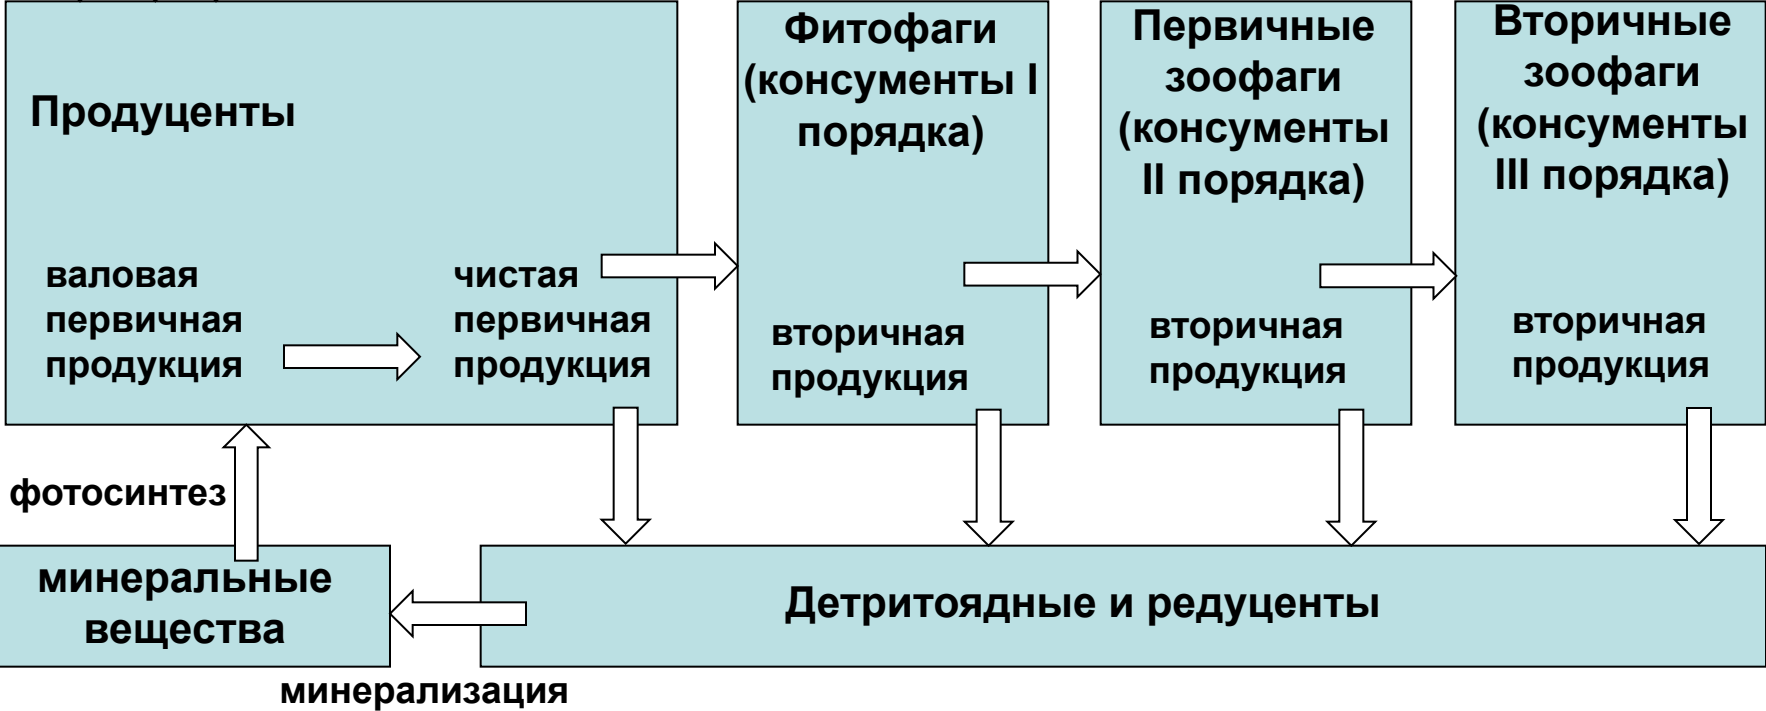 Продуценты
валовая
первичная
продукция
чистая
первичная
продукция
Фитофаги
(консументы I
порядка)
вторичная
продукция
Первичные
зоофаги
(консументы
II порядка)
вторичная
продукция
Вторичные
зоофаги
(консументы
III порядка)
вторичная
продукция
фотосинтез
минеральные
вещества
Детритоядные и редуценты
минерализация